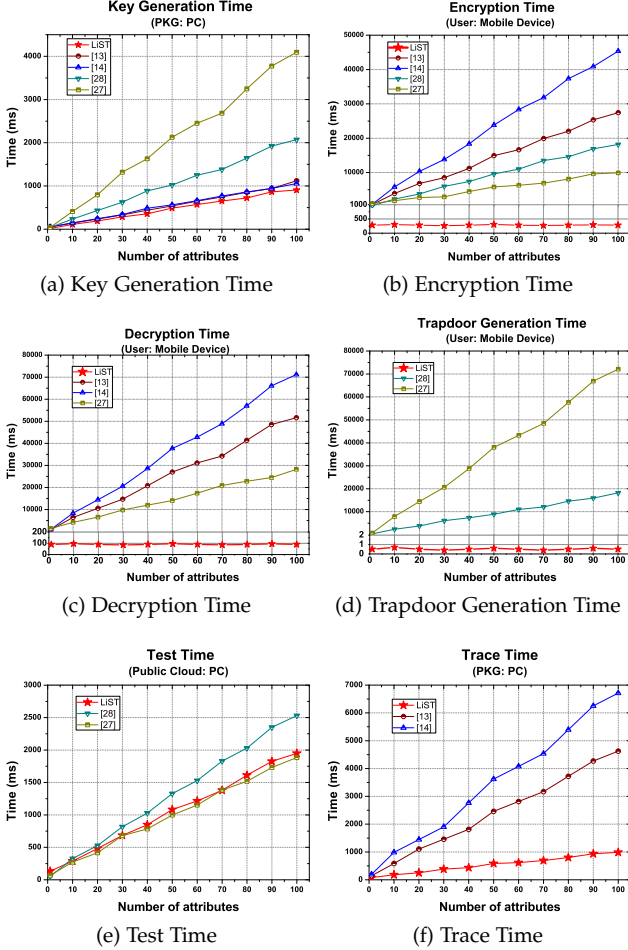 Key Generation Time
(PKG: PC)
LiST
[13]
[14]
[28]
[27]
Time (ms)
4000
3000
2000
1000
0
0 10 20 30 40 50 60 70 80 90 100
Number of attributes
(a) Key Generation Time
Encryption Time
(User: Mobile Device)
LiST
[13]
[14]
[28]
[27]
Time (ms)
50000
40000
30000
20000
10000
1000
500
0
0 10 20 30 40 50 60 70 80 90 100
Number of attributes
(b) Encryption Time
Decryption Time
(User: Mobile Device)
LiST
[13]
[14]
[27]
Time (ms)
80000
70000
60000
50000
40000
30000
20000
10000
200
100
0
0 10 20 30 40 50 60 70 80 90 100
Number of attributes
(c) Decryption Time
Trapdoor Generation Time
(User: Mobile Device)
LiST
[28]
[27]
Time (ms)
80000
70000
60000
50000
40000
30000
20000
10000
2
1
0
0 10 20 30 40 50 60 70 80 90 100
Number of attributes
(d) Trapdoor Generation Time
Test Time
(Public Cloud: PC)
LiST
[28]
[27]
Time (ms)
3000
2500
2000
1500
1000
500
0
0 10 20 30 40 50 60 70 80 90 100
Number of attributes
(e) Test Time
Trace Time
(PKG: PC)
LiST
[13]
[14]
Time (ms)
7000
6000
5000
4000
3000
2000
1000
0
0 10 20 30 40 50 60 70 80 90 100
Number of attributes
(f) Trace Time